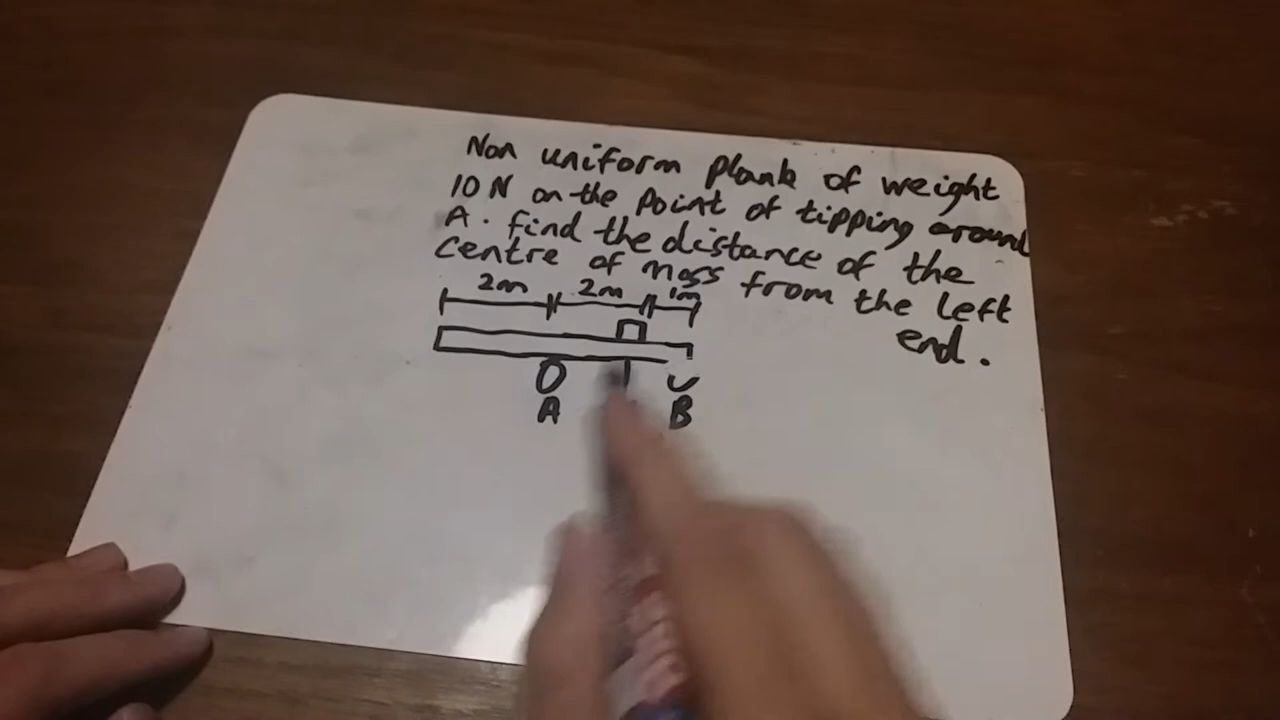 Non uniform plank of weight
10 N on the point of tipping around
A. find the distance of the
centre of mass from the left
end.
2m 2m 1m
A B